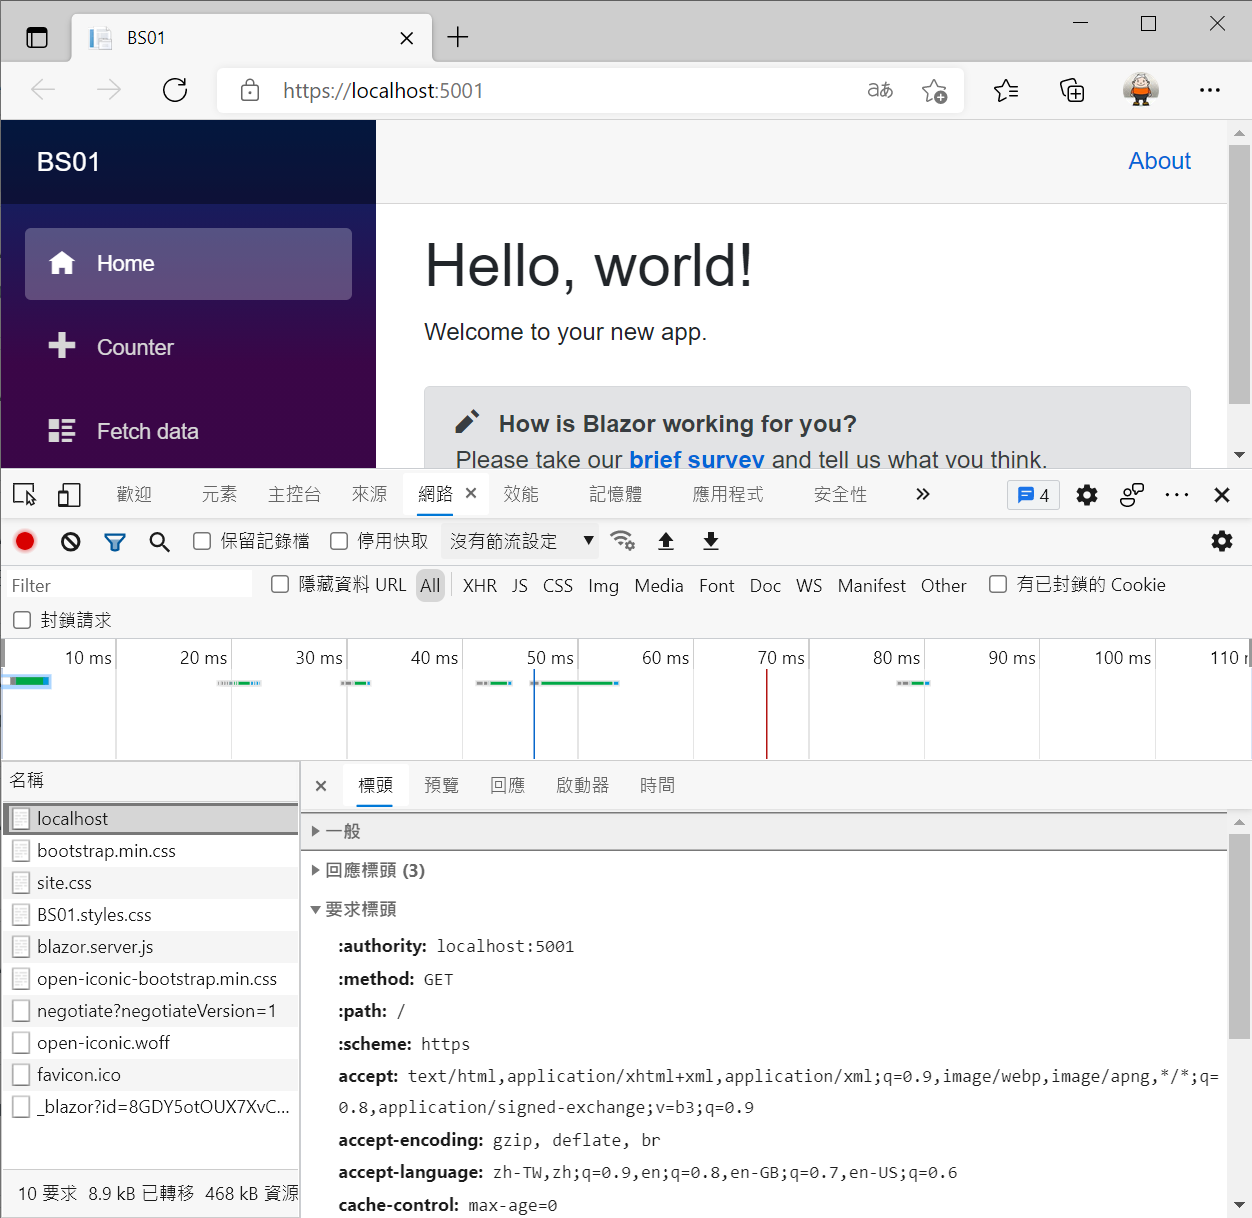 BS01
https://localhost:5001
aあ
BS01
About
Home
Counter
Fetch data
Hello, world!
Welcome to your new app.
How is Blazor working for you?
Please take our brief survey and tell us what you think.
歡迎 元素 主控台 來源 網路 效能 記憶體 應用程式 安全性 4
保留記錄檔 停用快取 沒有節流設定
Filter 隱藏資料 URL All XHR JS CSS Img Media Font Doc WS Manifest Other 有已封鎖的 Cookie
封鎖請求
10 ms 20 ms 30 ms 40 ms 50 ms 60 ms 70 ms 80 ms 90 ms 100 ms 110
名稱
localhost
bootstrap.min.css
site.css
BS01.styles.css
blazor.server.js
open-iconic-bootstrap.min.css
negotiate?negotiateVersion=1
open-iconic.woff
favicon.ico
_blazor?id=8GDY5otOUX7XvC...
10 要求 8.9 kB 已轉移 468 kB 資源
標頭 預覽 回應 啟動器 時間
一般
回應標頭 (3)
要求標頭
:authority: localhost:5001
:method: GET
:path: /
:scheme: https
accept: text/html,application/xhtml+xml,application/xml;q=0.9,image/webp,image/apng,*/*;q=
0.8,application/signed-exchange;v=b3;q=0.9
accept-encoding: gzip, deflate, br
accept-language: zh-TW,zh;q=0.9,en;q=0.8,en-GB;q=0.7,en-US;q=0.6
cache-control: max-age=0